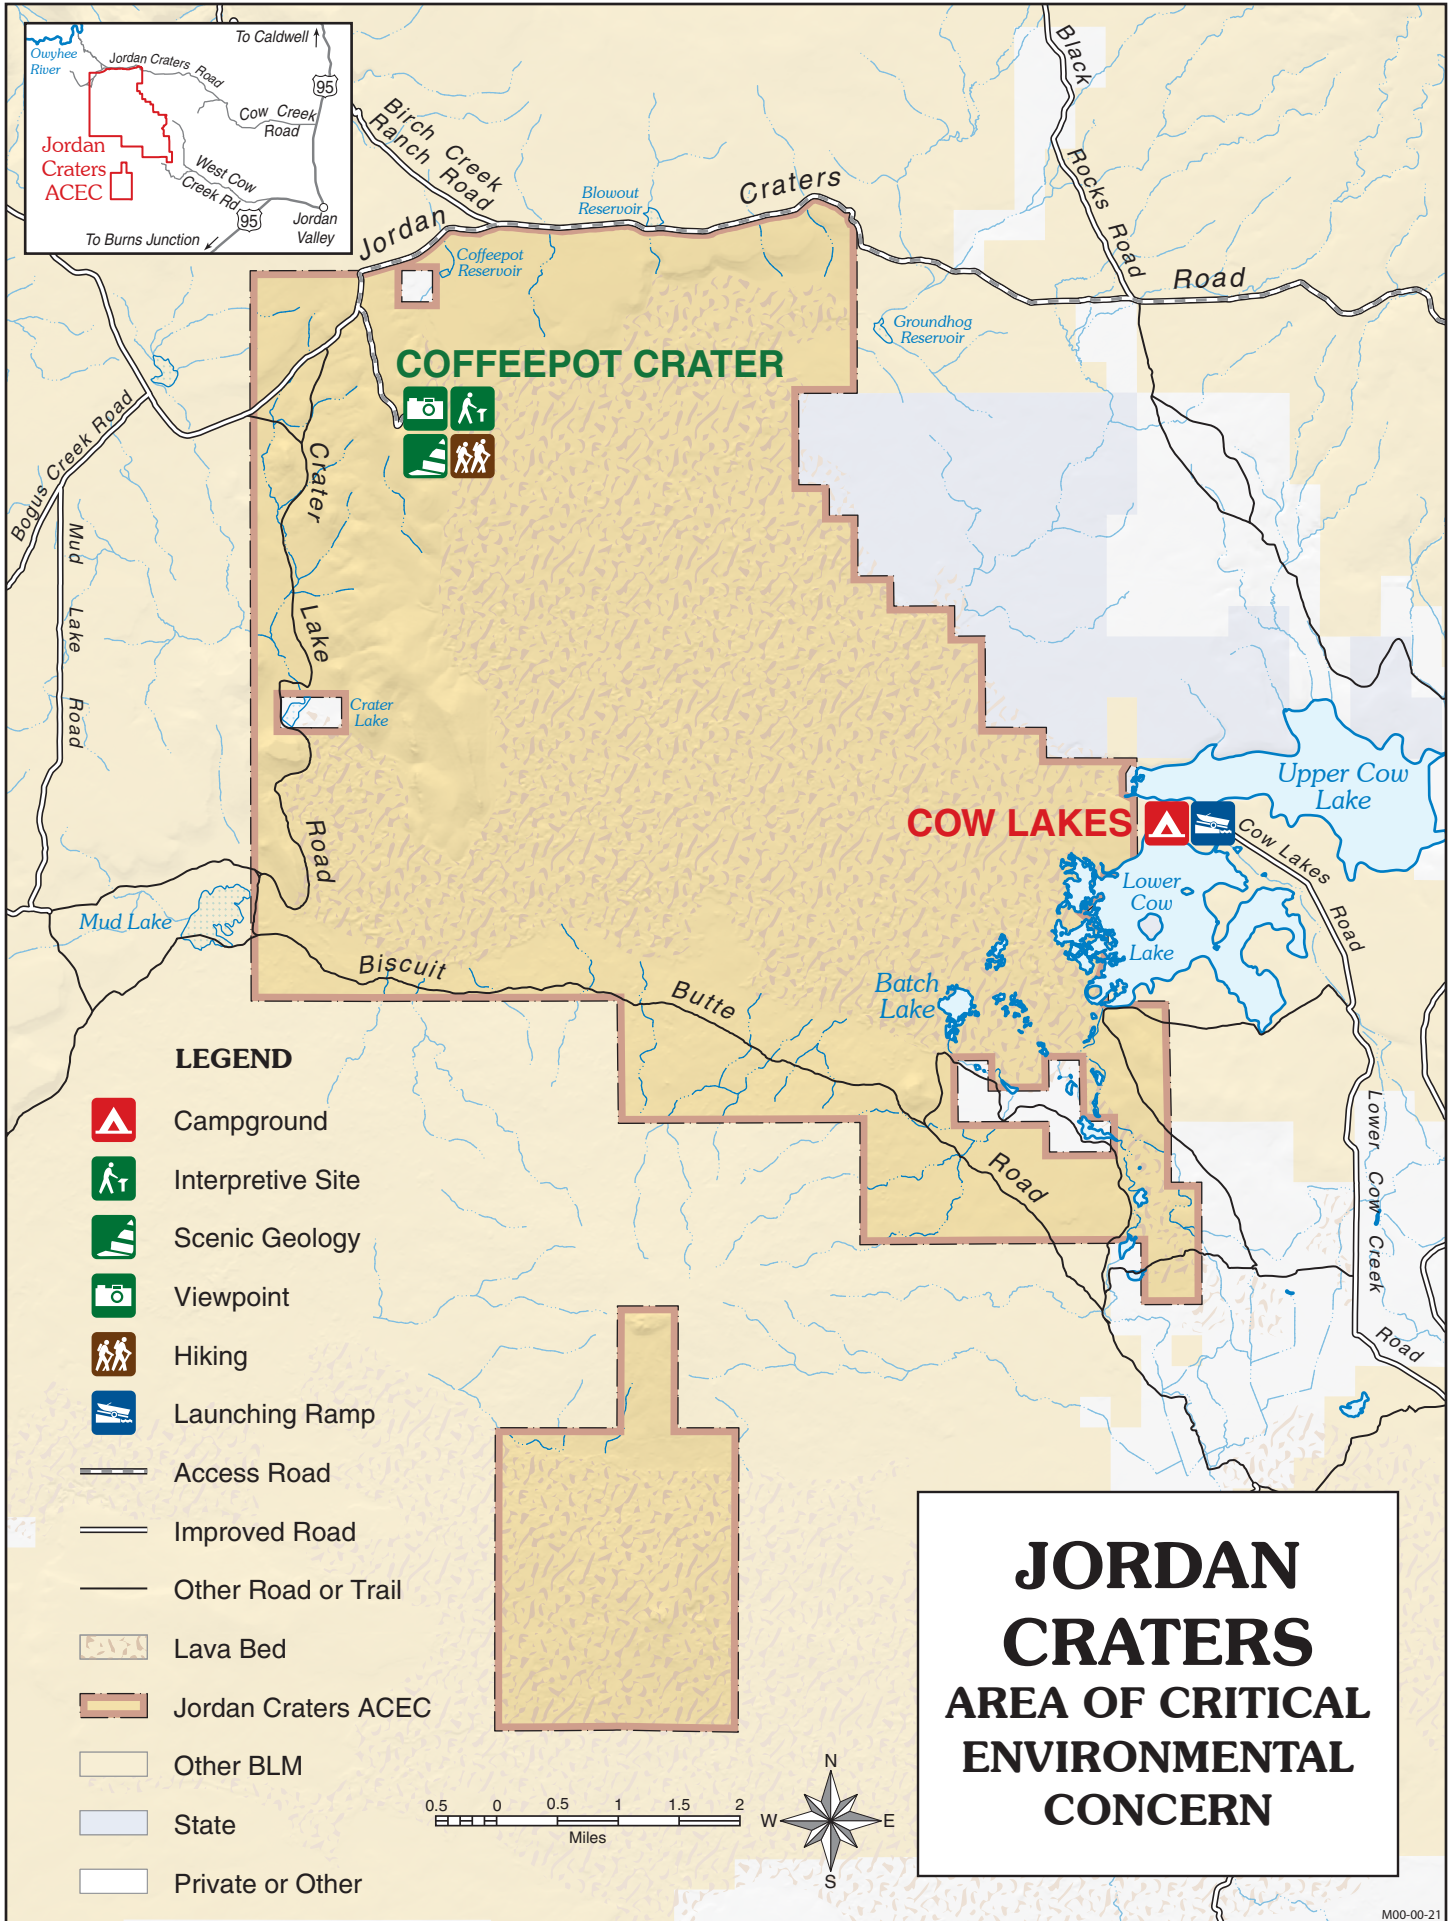 To Caldwell
Owyhee
River
Jordan Craters Road
95
Cow Creek
Road
Jordan
Craters
ACEC
West Cow
Creek Rd
95
Jordan
Valley
To Burns Junction
Birch Creek
Ranch Road
Blowout
Reservoir
Jordan Craters Road
Black Rocks Road
Coffeepot
Reservoir
Groundhog
Reservoir
COFFEEPOT CRATER
Bogus Creek Road
Mud Lake Road
Crater Lake Road
Crater
Lake
Upper Cow
Lake
COW LAKES
Cow Lakes Road
Lower
Cow
Lake
Mud Lake
Biscuit Butte Road
Batch
Lake
Lower Cow Creek Road
LEGEND
Campground
Interpretive Site
Scenic Geology
Viewpoint
Hiking
Launching Ramp
Access Road
Improved Road
Other Road or Trail
Lava Bed
Jordan Craters ACEC
Other BLM
State
Private or Other
0.5 0 0.5 1 1.5 2
Miles
N
W E
S
JORDAN
CRATERS
AREA OF CRITICAL
ENVIRONMENTAL
CONCERN
M00-00-21